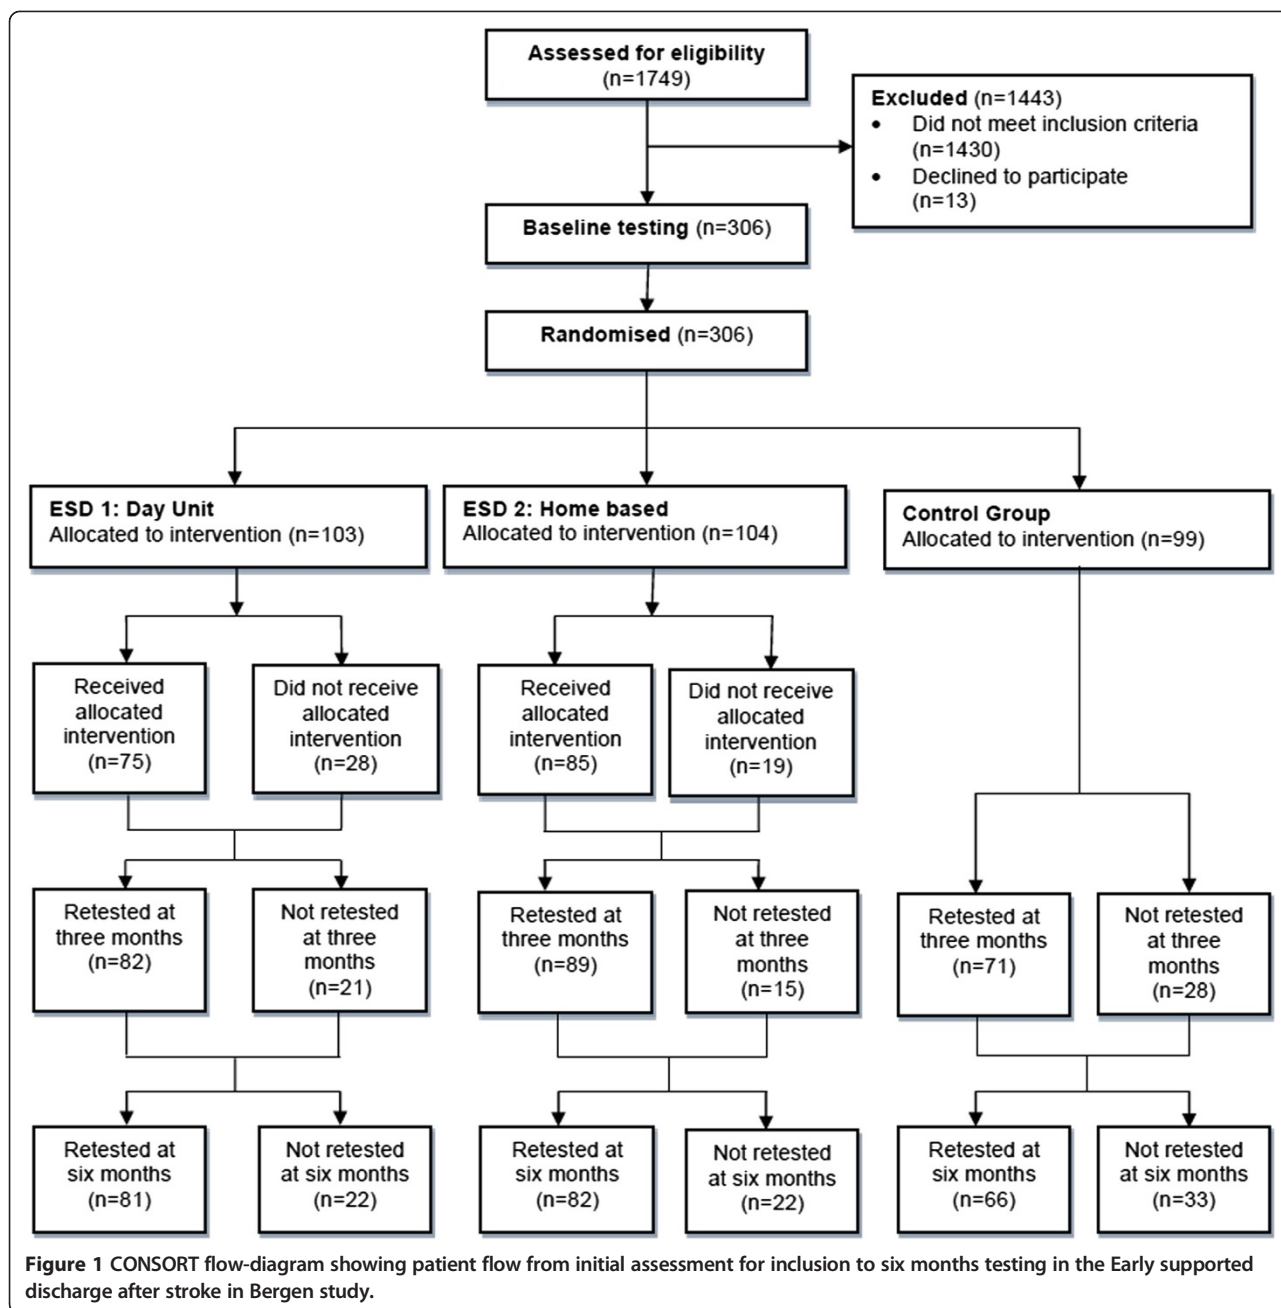 Assessed for eligibility
(n=1749)
Excluded (n=1443)
• Did not meet inclusion criteria
(n=1430)
• Declined to participate
(n=13)
Baseline testing (n=306)
Randomised (n=306)
ESD 1: Day Unit
Allocated to intervention (n=103)
ESD 2: Home based
Allocated to intervention (n=104)
Control Group
Allocated to intervention (n=99)
Received
allocated
intervention
(n=75)
Did not receive
allocated
intervention
(n=28)
Received
allocated
intervention
(n=85)
Did not receive
allocated
intervention
(n=19)
Retested at
three months
(n=82)
Not retested
at three
months
(n=21)
Retested at
three months
(n=89)
Not retested
at three
months
(n=15)
Retested at
three months
(n=71)
Not retested
at three
months
(n=28)
Retested at
six months
(n=81)
Not retested
at six months
(n=22)
Retested at
six months
(n=82)
Not retested
at six months
(n=22)
Retested at
six months
(n=66)
Not retested
at six months
(n=33)
Figure 1 CONSORT flow-diagram showing patient flow from initial assessment for inclusion to six months testing in the Early supported
discharge after stroke in Bergen study.